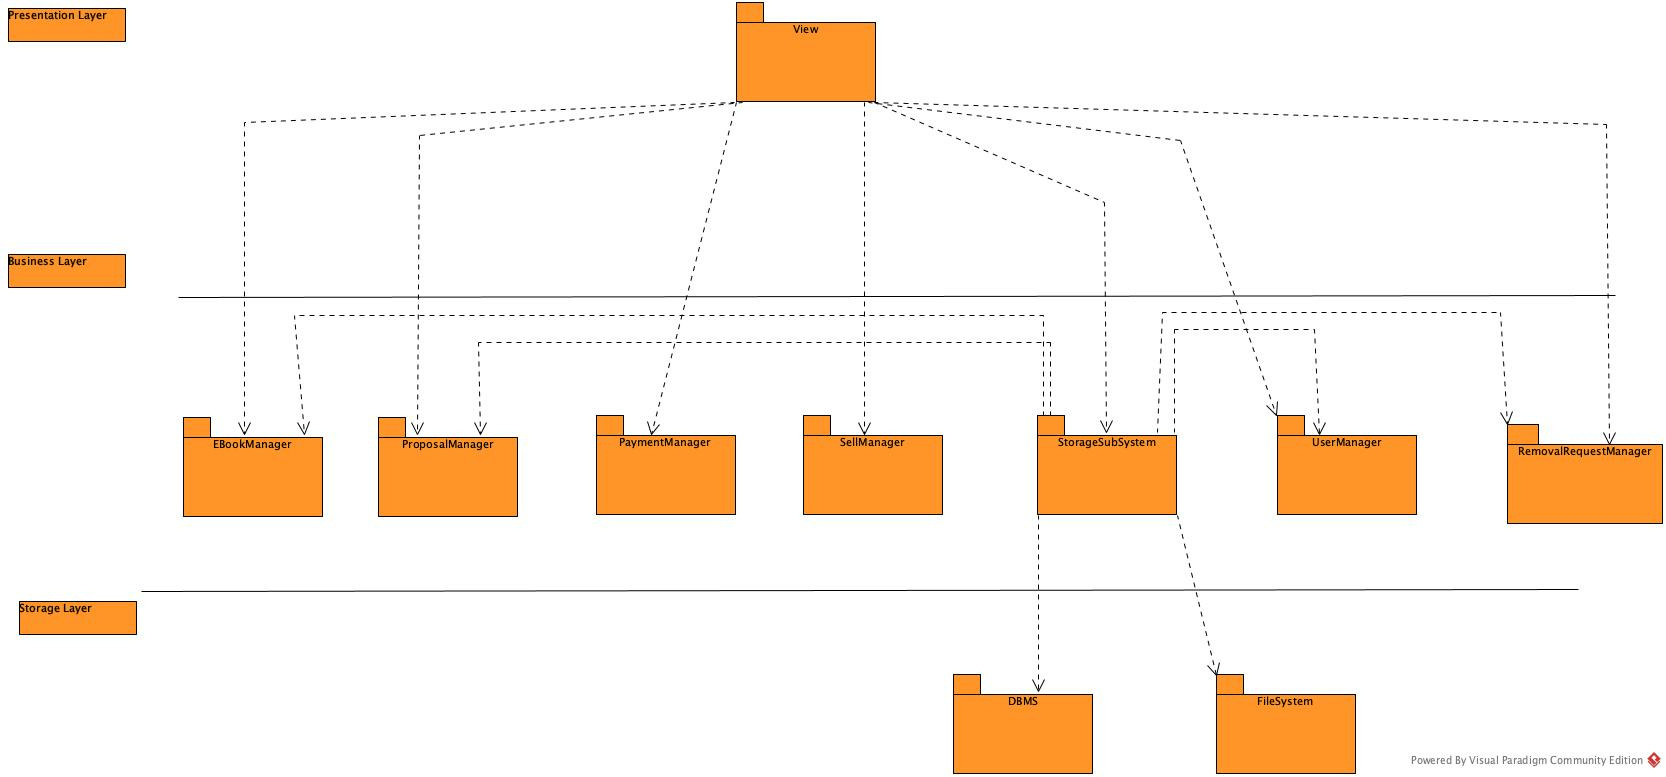 Presentation Layer
View
Business Layer
EBookManager
ProposalManager
PaymentManager
SellManager
StorageSubSystem
UserManager
RemovalRequestManager
Storage Layer
DBMS
FileSystem
Powered By Visual Paradigm Community Edition